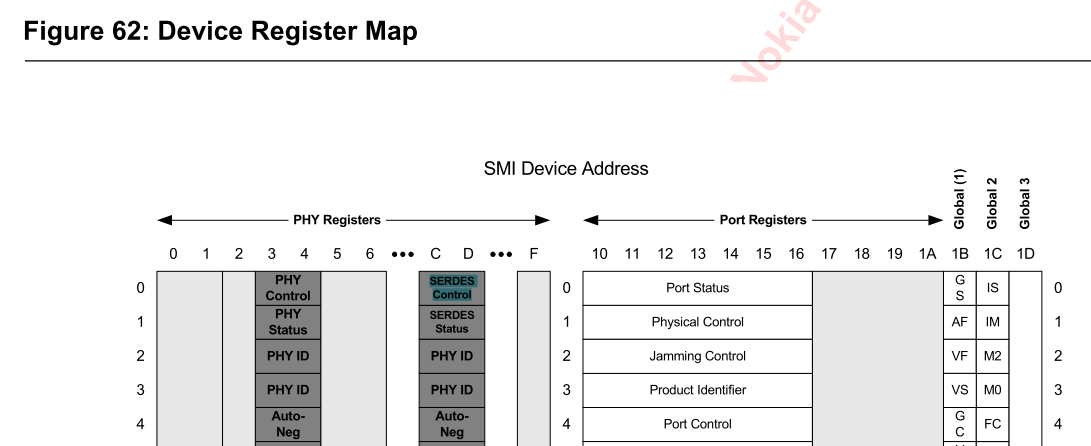 Figure 62: Device Register Map
Nokia
SMI Device Address
PHY Registers
Port Registers
Global (1)
Global 2
Global 3
0 1 2 3 4 5 6 ••• C D ••• F 10 11 12 13 14 15 16 17 18 19 1A 1B 1C 1D
0 PHY Control SERDES Control 0 Port Status G S IS 0
1 PHY Status SERDES Status 1 Physical Control AF IM 1
2 PHY ID PHY ID 2 Jamming Control VF M2 2
3 PHY ID PHY ID 3 Product Identifier VS M0 3
4 Auto-Neg Auto-Neg 4 Port Control G C FC 4